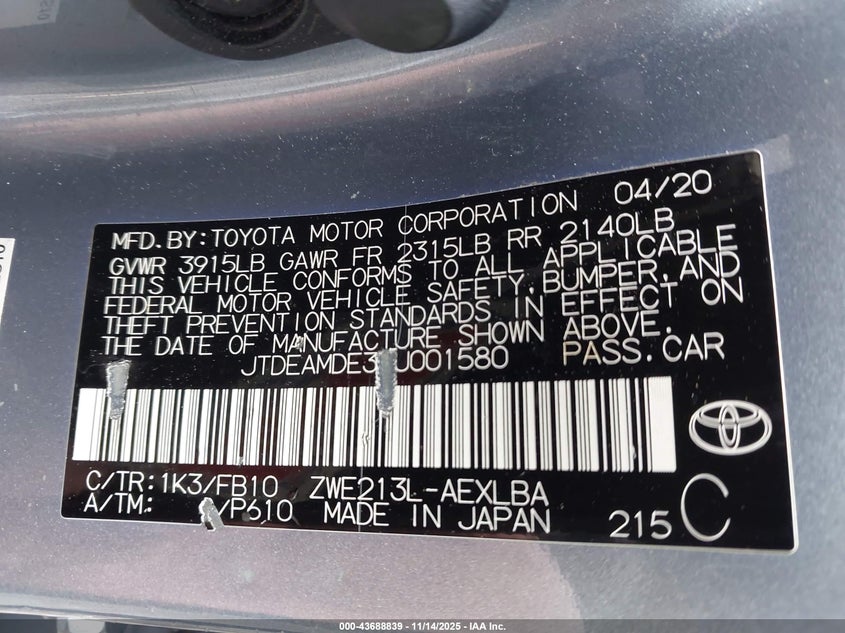 MFD.BY:TOYOTA MOTOR CORPORATION 04/20
GVWR 3915LB GAWR FR 2315LB RR 2140LB
THIS VEHICLE CONFORMS TO ALL APPLICABLE
FEDERAL MOTOR VEHICLE SAFETY,BUMPER,AND
THEFT PREVENTION STANDARDS IN EFFECT ON
THE DATE OF MANUFACTURE SHOWN ABOVE.
JTDEAMDE3 J001580 PASS.CAR
C/TR:1K3/FB10 ZWE213L-AEXLBA
A/TM: /P610 MADE IN JAPAN 215 C
000-43688839 - 11/14/2025 - IAA Inc.